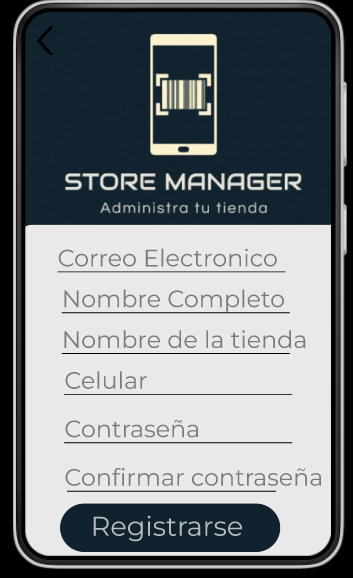 STORE MANAGER
Administra tu tienda
Correo Electronico
Nombre Completo
Nombre de la tienda
Celular
Contraseña
Confirmar contraseña
Registrarse